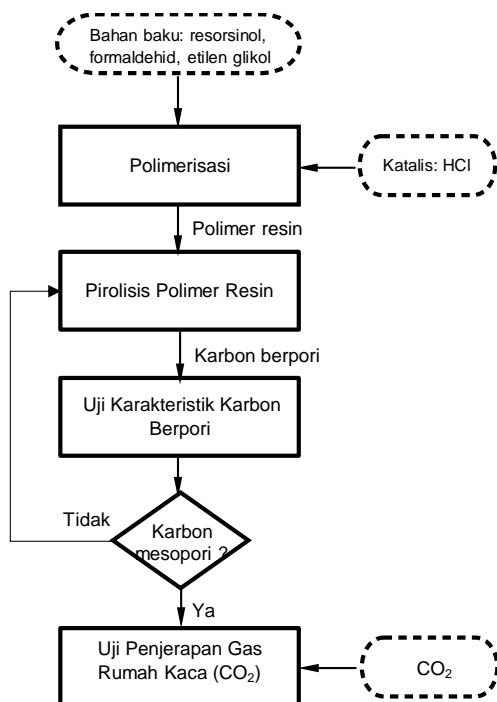 Bahan baku: resorsinol,
formaldehid, etilen glikol
Polimerisasi
Katalis: HCl
Polimer resin
Pirolisis Polimer Resin
Karbon berpori
Uji Karakteristik Karbon
Berpori
Tidak
Karbon
mesopori ?
Ya
Uji Penjerapan Gas
Rumah Kaca (CO₂)
CO₂